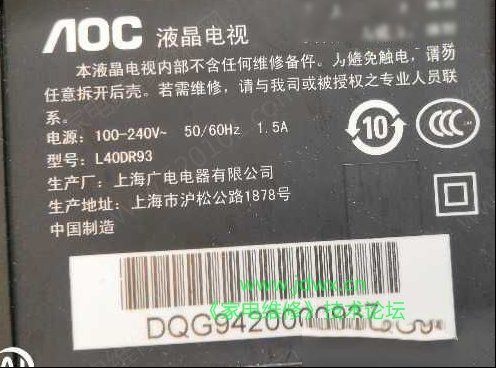 AOC 液晶电视
本液晶电视内部不含任何维修备件。为避免触电，请勿
任意拆开后壳。若需维修，请与我司或被授权之专业人员联
系。
电源：100-240V~ 50/60Hz 1.5A
型号：L40DR93
生产厂：上海广电电器有限公司
生产地址：上海市沪松公路1878号
中国制造
10
CCC
www.jdwx.cn
《家电维修》技术论坛
DQG942000